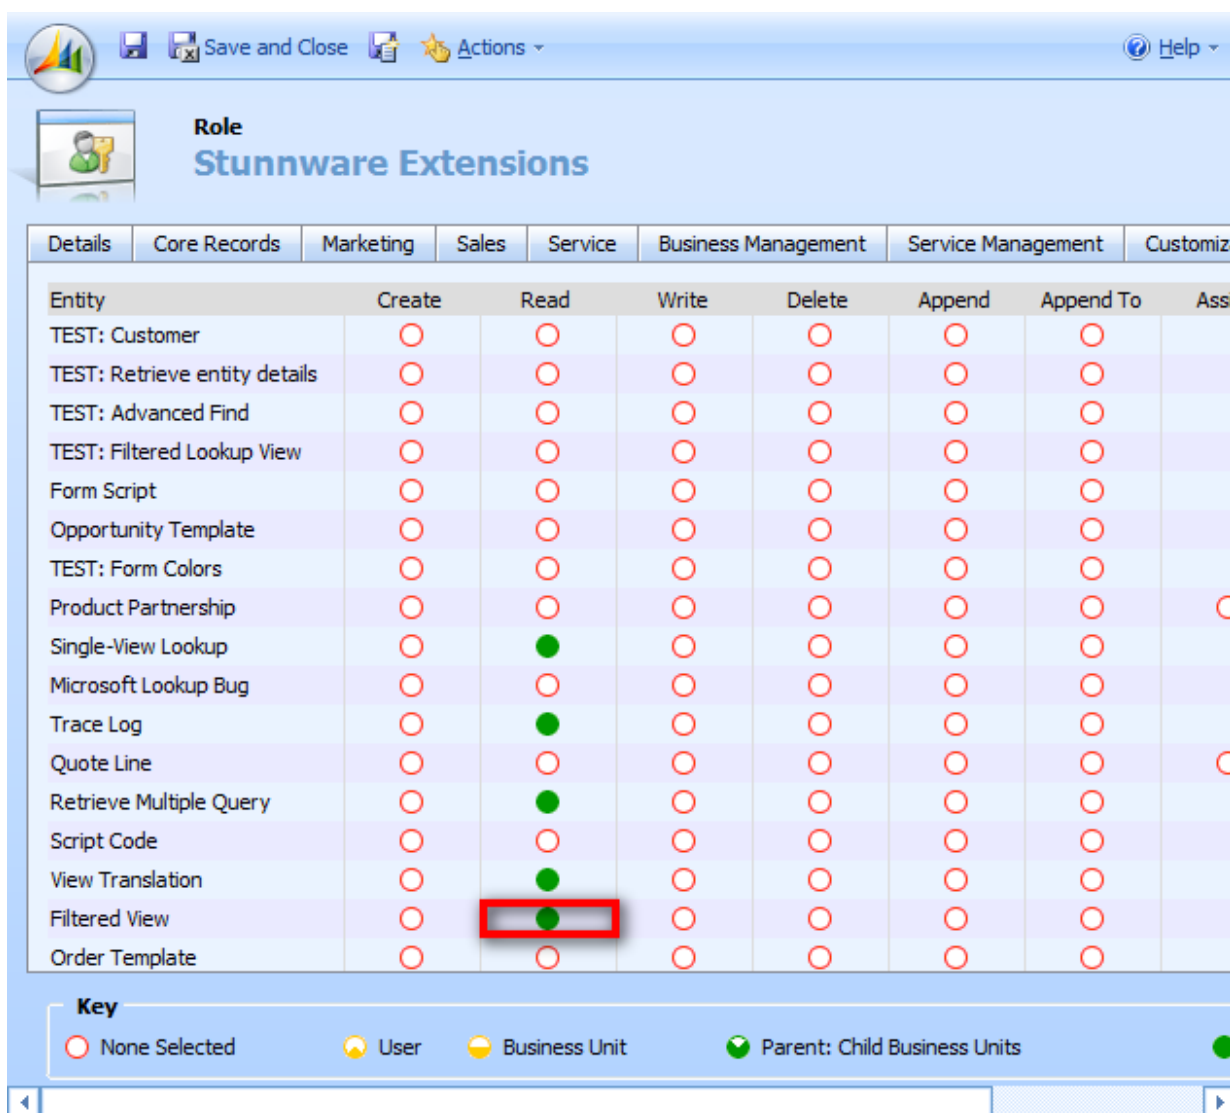 Save and Close Actions Help
Role
Stunnware Extensions
Details Core Records Marketing Sales Service Business Management Service Management Customiz
Entity Create Read Write Delete Append Append To Assi
TEST: Customer
TEST: Retrieve entity details
TEST: Advanced Find
TEST: Filtered Lookup View
Form Script
Opportunity Template
TEST: Form Colors
Product Partnership
Single-View Lookup
Microsoft Lookup Bug
Trace Log
Quote Line
Retrieve Multiple Query
Script Code
View Translation
Filtered View
Order Template
Key
None Selected User Business Unit Parent: Child Business Units